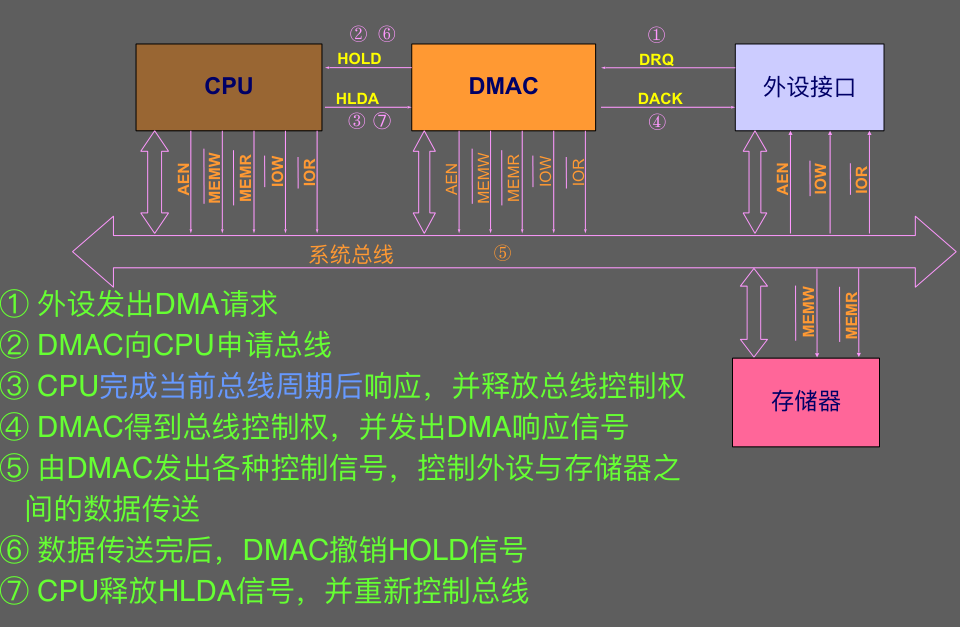 ② ⑥
①
HOLD
DRQ
CPU
DMAC
外设接口
HLDA
DACK
③ ⑦
④
AEN
MEMW
MEMR
IOW
IOR
AEN
MEMW
MEMR
IOW
IOR
AEN
IOW
IOR
系统总线
⑤
MEMW
MEMR
存储器
① 外设发出DMA请求
② DMAC向CPU申请总线
③ CPU完成当前总线周期后响应，并释放总线控制权
④ DMAC得到总线控制权，并发出DMA响应信号
⑤ 由DMAC发出各种控制信号，控制外设与存储器之
间的数据传送
⑥ 数据传送完后，DMAC撤销HOLD信号
⑦ CPU释放HLDA信号，并重新控制总线